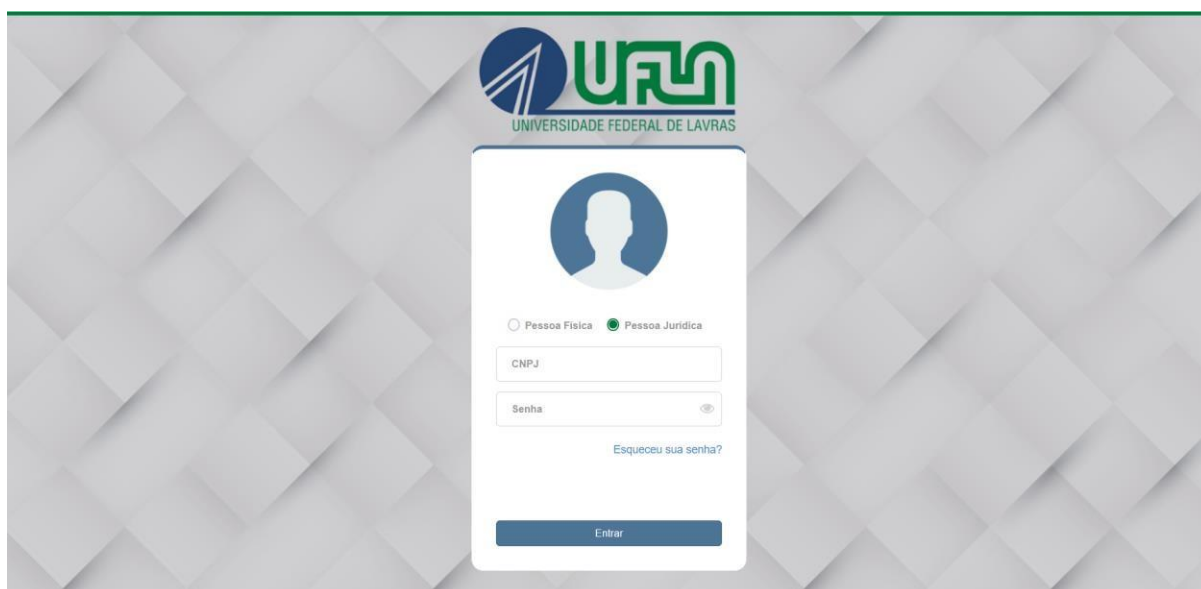 UFLA
UNIVERSIDADE FEDERAL DE LAVRAS
Pessoa Física Pessoa Jurídica
CNPJ
Senha
Esqueceu sua senha?
Entrar